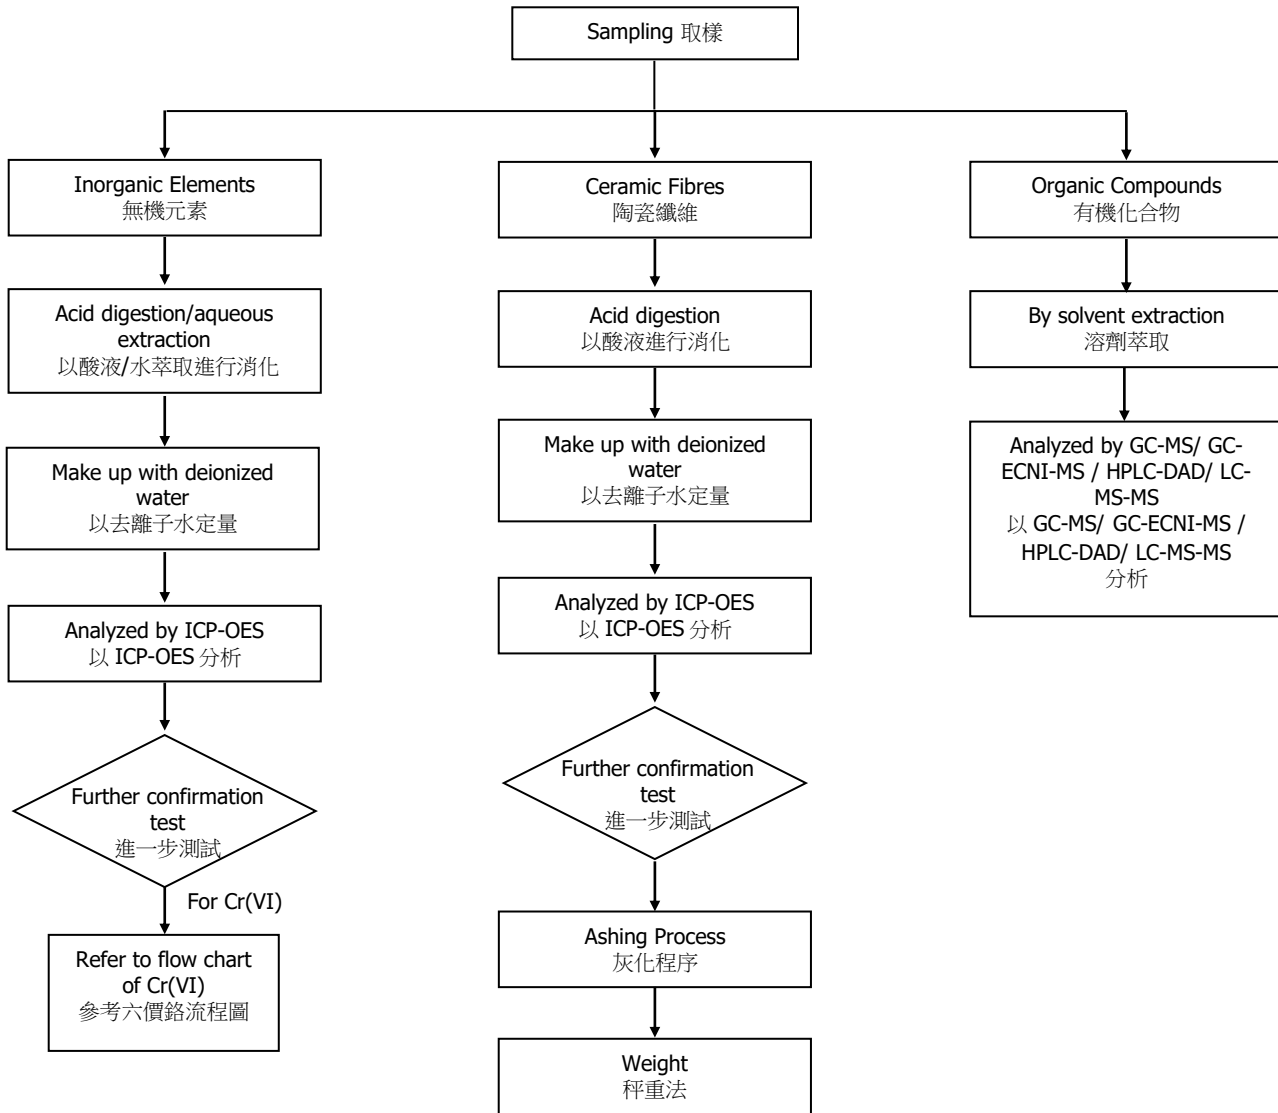 Sampling 取樣
Inorganic Elements
無機元素
Acid digestion/aqueous
extraction
以酸液/水萃取進行消化
Make up with deionized
water
以去離子水定量
Analyzed by ICP-OES
以 ICP-OES 分析
Further confirmation
test
進一步測試
For Cr(VI)
Refer to flow chart
of Cr(VI)
參考六價鉻流程圖
Ceramic Fibres
陶瓷纖維
Acid digestion
以酸液進行消化
Make up with deionized
water
以去離子水定量
Analyzed by ICP-OES
以 ICP-OES 分析
Further confirmation
test
進一步測試
Ashing Process
灰化程序
Weight
秤重法
Organic Compounds
有機化合物
By solvent extraction
溶劑萃取
Analyzed by GC-MS/ GC-
ECNI-MS / HPLC-DAD/ LC-
MS-MS
以 GC-MS/ GC-ECNI-MS /
HPLC-DAD/ LC-MS-MS
分析